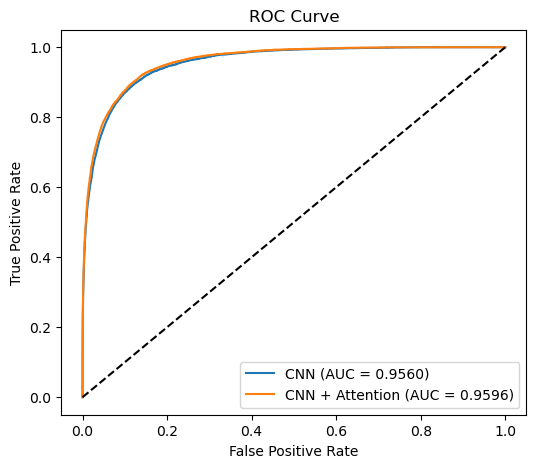 ROC Curve
True Positive Rate
1.0
0.8
0.6
0.4
0.2
0.0
CNN (AUC = 0.9560)
CNN + Attention (AUC = 0.9596)
0.0 0.2 0.4 0.6 0.8 1.0
False Positive Rate